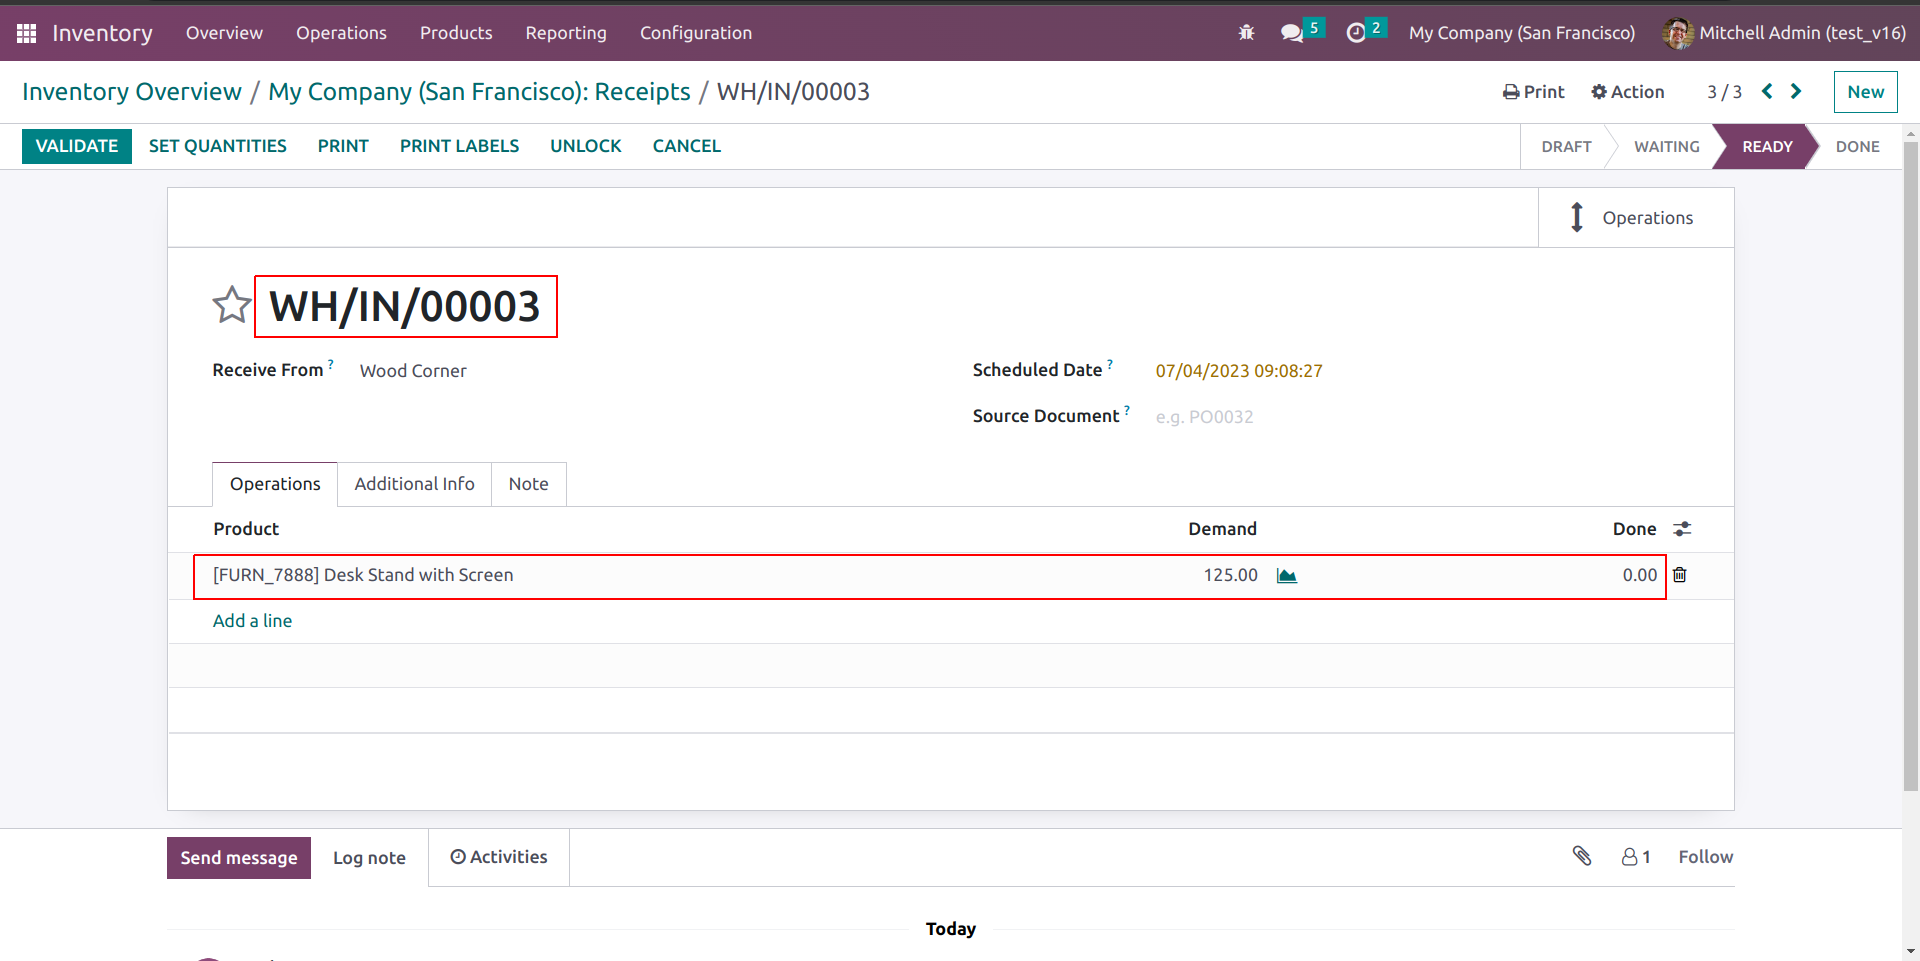 Inventory Overview Operations Products Reporting Configuration 5 2 My Company (San Francisco) Mitchell Admin (test_v16)
Inventory Overview / My Company (San Francisco): Receipts / WH/IN/00003 Print Action 3 / 3 New
VALIDATE SET QUANTITIES PRINT PRINT LABELS UNLOCK CANCEL DRAFT WAITING READY DONE
Operations
WH/IN/00003
Receive From ? Wood Corner Scheduled Date ? 07/04/2023 09:08:27
Source Document ? e.g. PO0032
Operations Additional Info Note
Product Demand Done
[FURN_7888] Desk Stand with Screen 125.00 0.00
Add a line
Send message Log note Activities 1 Follow
Today